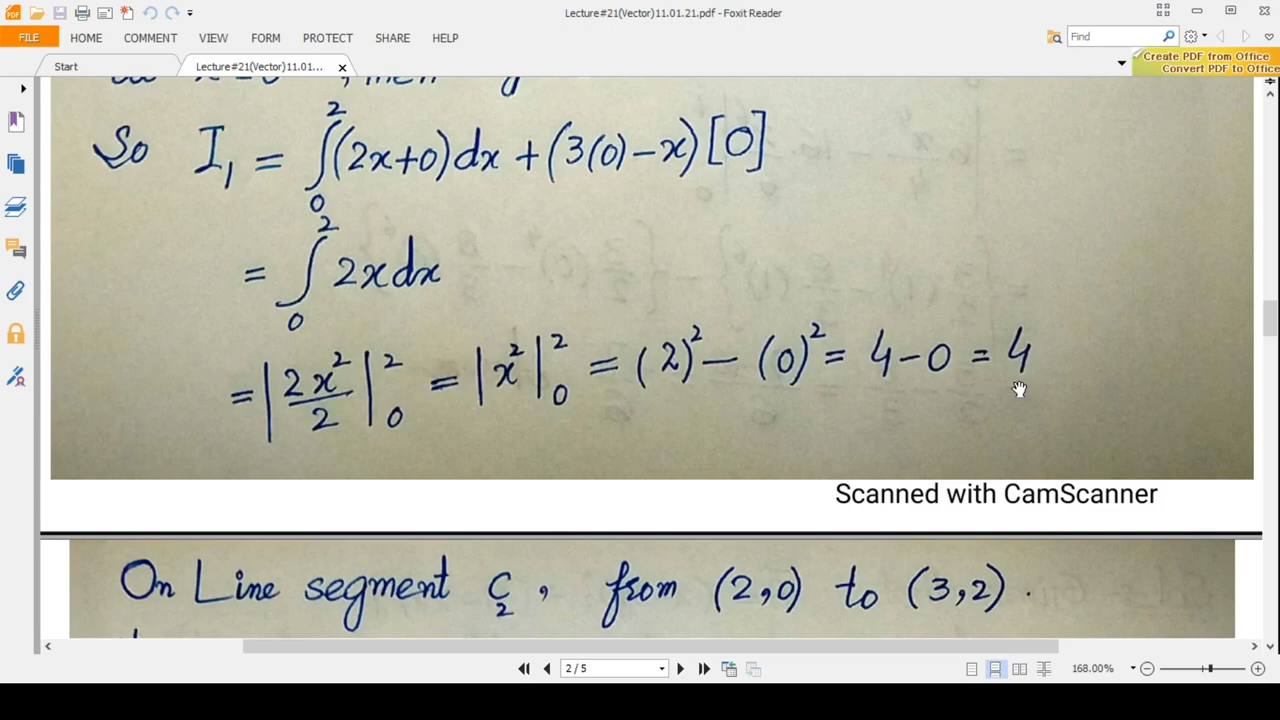 Lecture#21(Vector)11.01.21.pdf - Foxit Reader
FILE HOME COMMENT VIEW FORM PROTECT SHARE HELP
Find
Create PDF from Office
Convert PDF to Office
Start Lecture#21(Vector)11.01...
, then y
So I₁ = ∫₀² (2x+0) dx + (3(0) − x) [0]
= ∫₀² 2x dx
= |2x²/2|₀² = |x²|₀² = (2)² − (0)² = 4 − 0 = 4
Scanned with CamScanner
On Line segment C₂, from (2,0) to (3,2).
2 / 5
168.00%